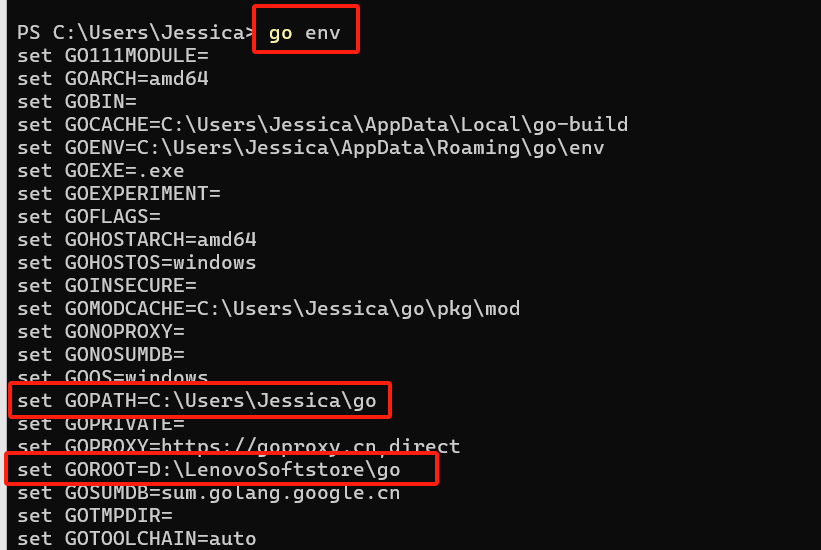 PS C:\Users\Jessica> go env
set GO111MODULE=
set GOARCH=amd64
set GOBIN=
set GOCACHE=C:\Users\Jessica\AppData\Local\go-build
set GOENV=C:\Users\Jessica\AppData\Roaming\go\env
set GOEXE=.exe
set GOEXPERIMENT=
set GOFLAGS=
set GOHOSTARCH=amd64
set GOHOSTOS=windows
set GOINSECURE=
set GOMODCACHE=C:\Users\Jessica\go\pkg\mod
set GONOPROXY=
set GONOSUMDB=
set GOOS=windows
set GOPATH=C:\Users\Jessica\go
set GOPRIVATE=
set GOPROXY=https://goproxy.cn,direct
set GOROOT=D:\LenovoSoftstore\go
set GOSUMDB=sum.golang.google.cn
set GOTMPDIR=
set GOTOOLCHAIN=auto